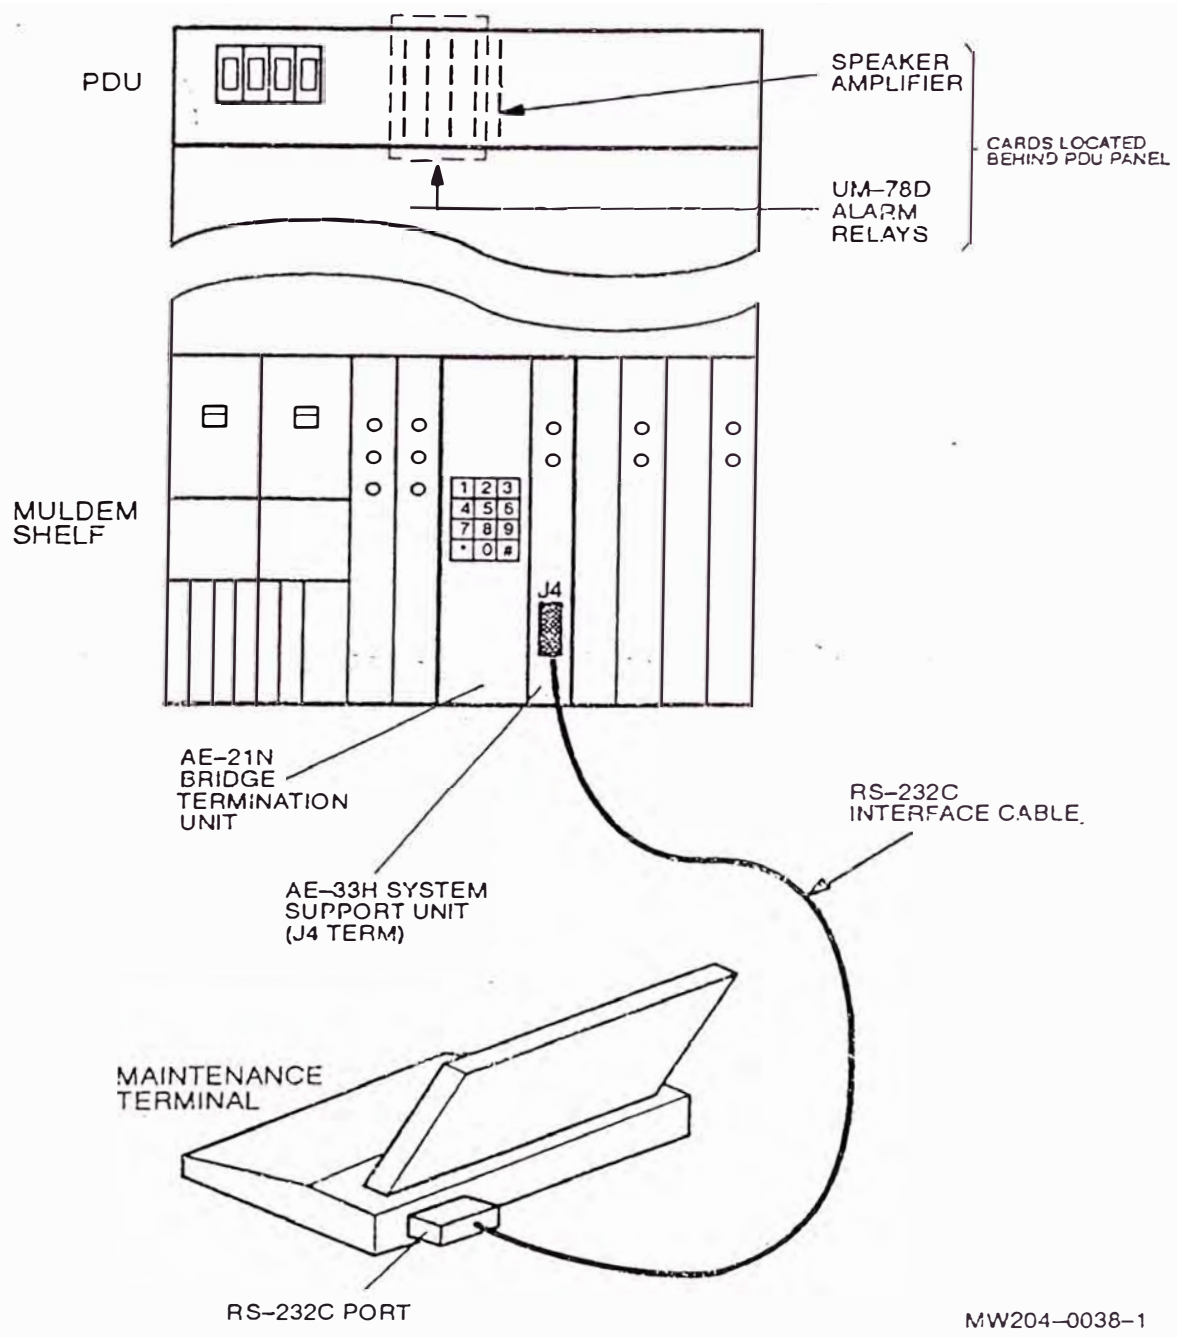 PDU
SPEAKER
AMPLIFIER
CARDS LOCATED
BEHIND PDU PANEL
UM-78D
ALARM
RELAYS
MULDEM
SHELF
1 2 3
4 5 6
7 8 9
* 0 #
J4
AE-21N
BRIDGE
TERMINATION
UNIT
AE-33H SYSTEM
SUPPORT UNIT
(J4 TERM)
RS-232C
INTERFACE CABLE
MAINTENANCE
TERMINAL
RS-232C PORT
MW204-0038-1